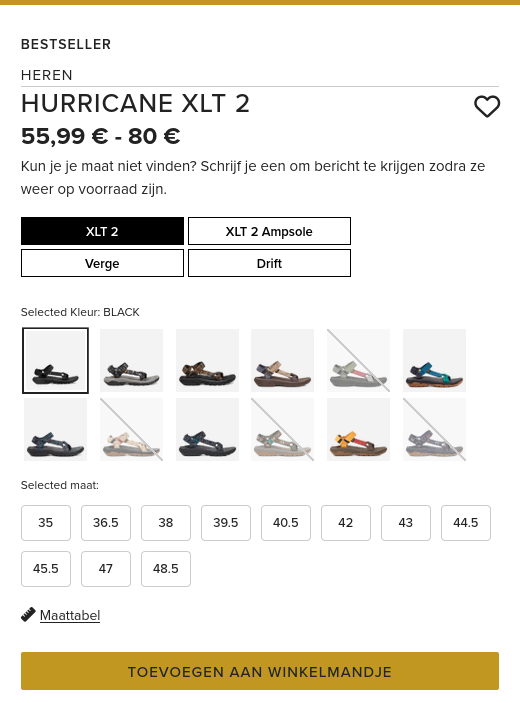 BESTSELLER
HEREN
HURRICANE XLT 2
55,99 € - 80 €
Kun je je maat niet vinden? Schrijf je een om bericht te krijgen zodra ze
weer op voorraad zijn.
XLT 2
XLT 2 Ampsole
Verge
Drift
Selected Kleur: BLACK
Selected maat:
35 36.5 38 39.5 40.5 42 43 44.5
45.5 47 48.5
Maattabel
TOEVOEGEN AAN WINKELMANDJE